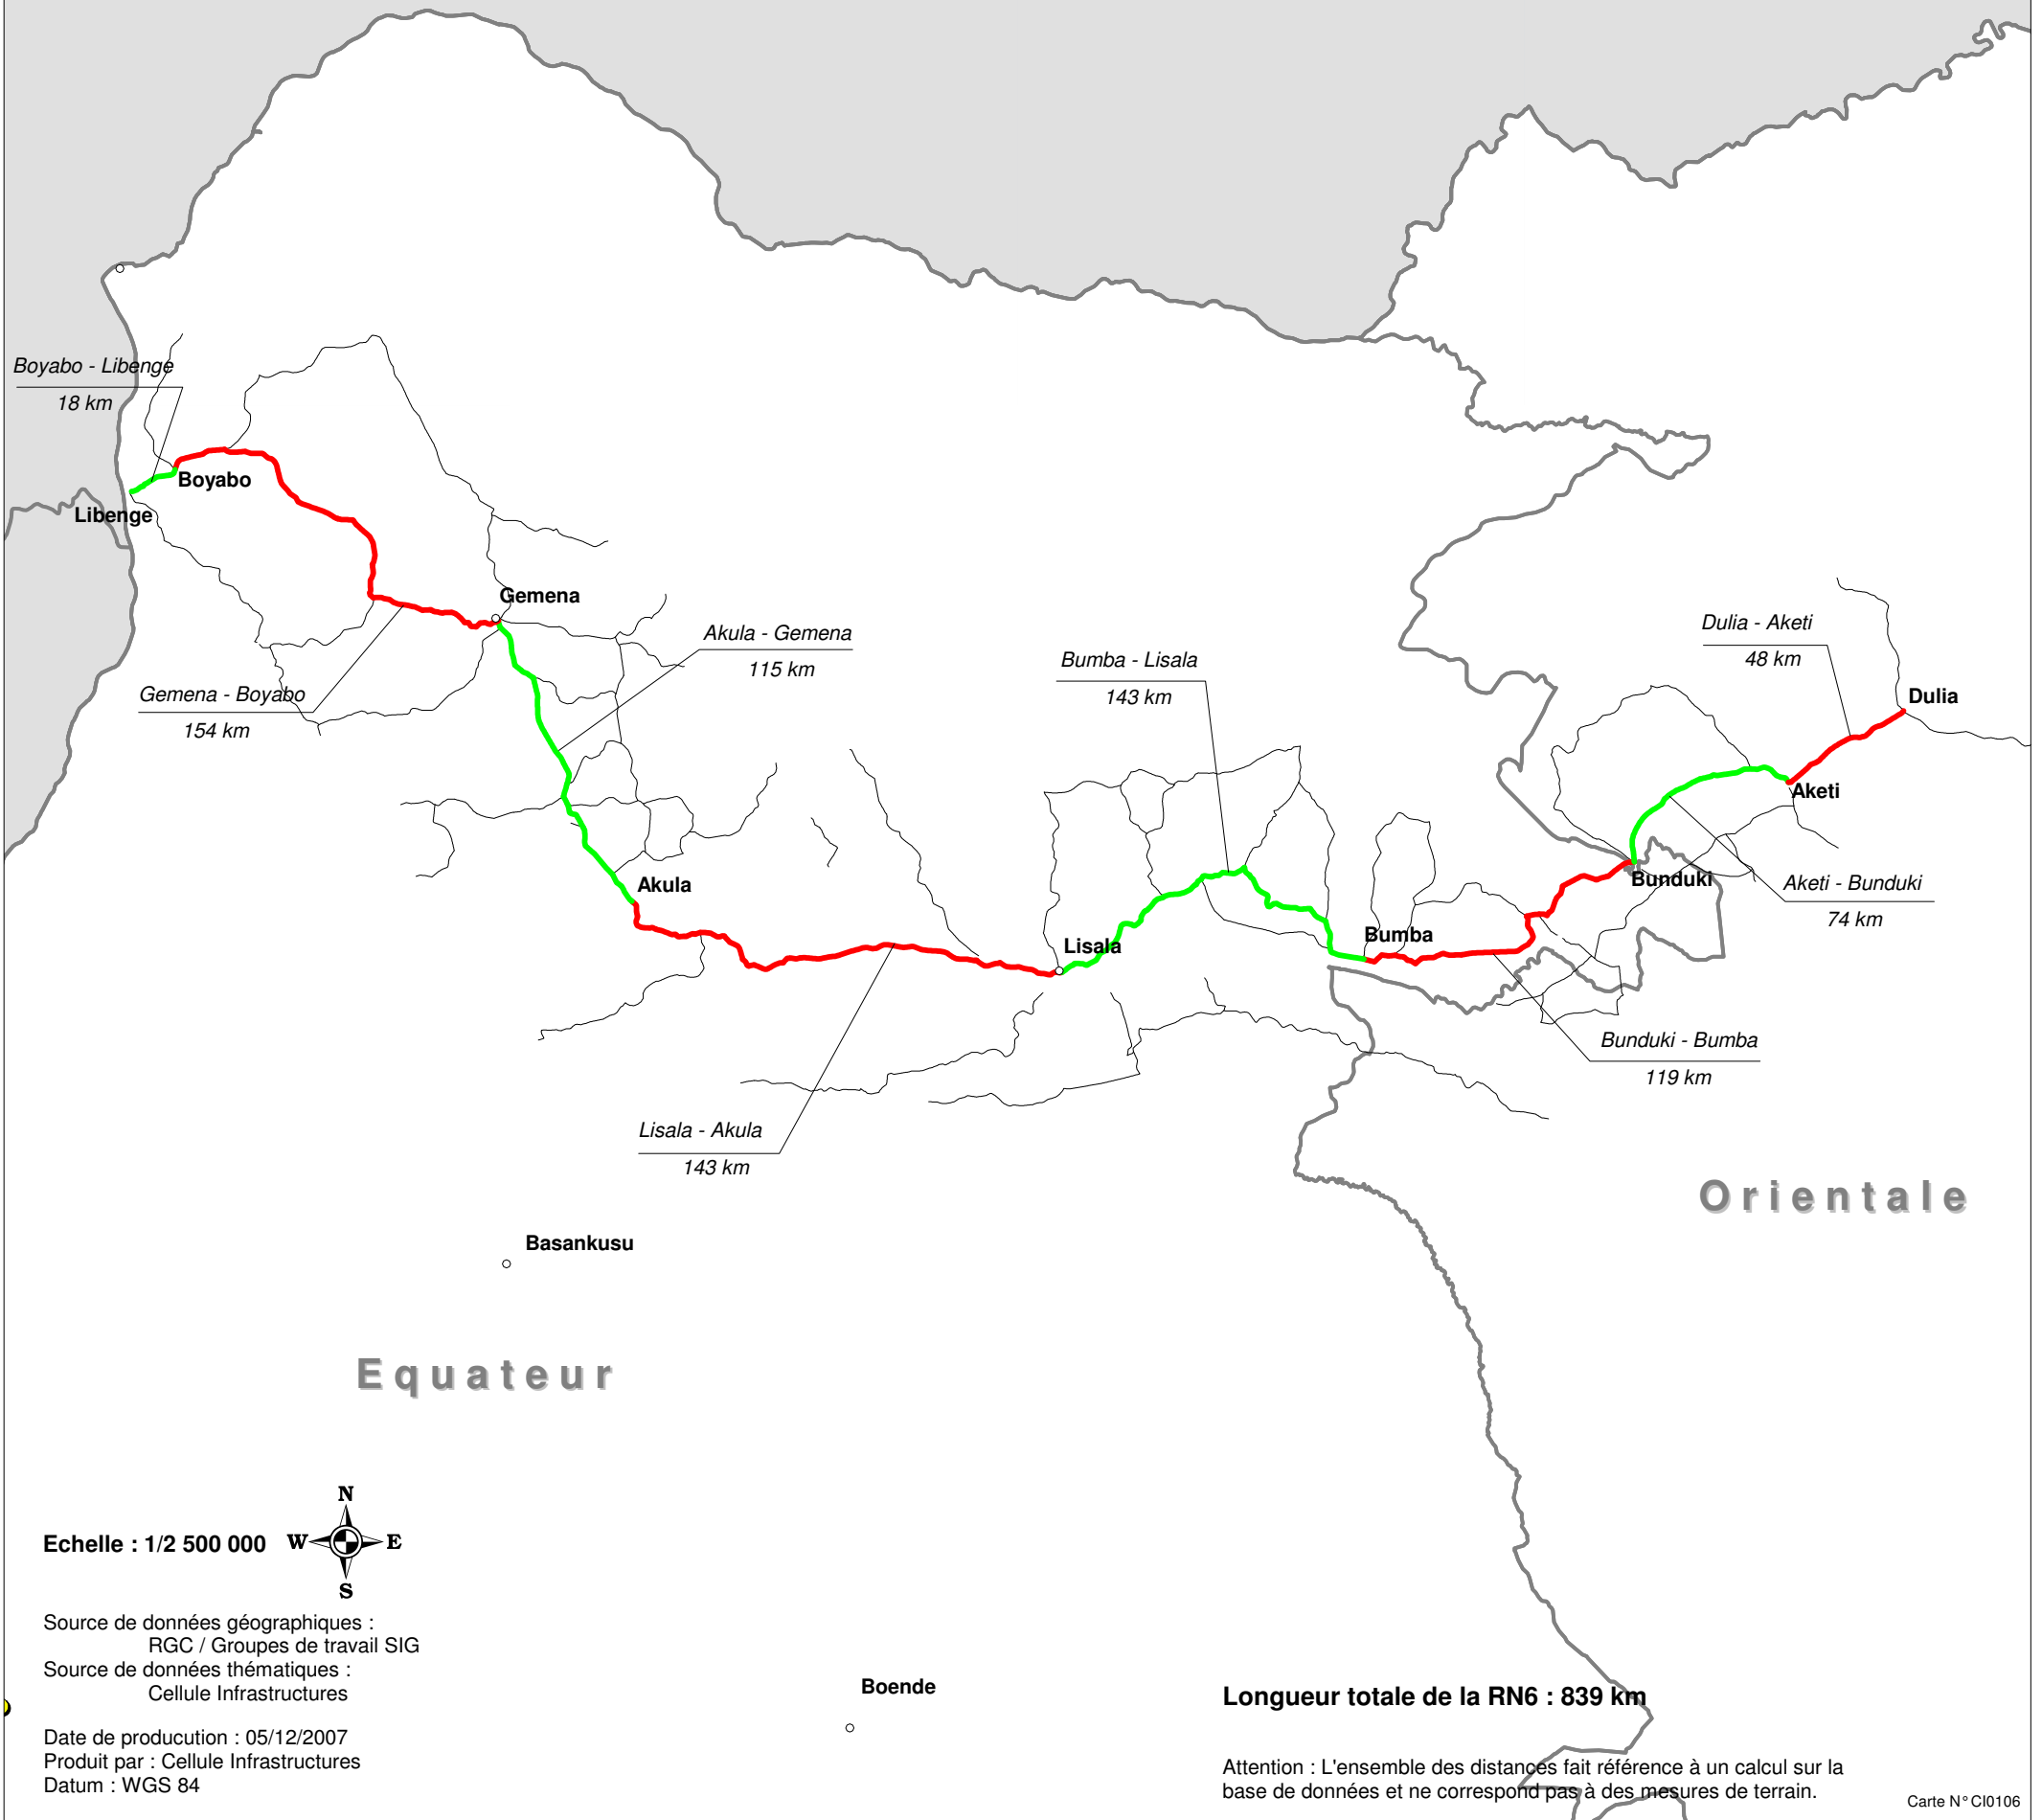 Boyabo - Libenge
18 km
Boyabo
Libenge
Gemena
Akula - Gemena
115 km
Gemena - Boyabo
154 km
Bumba - Lisala
143 km
Dulia - Aketi
48 km
Dulia
Aketi
Akula
Bunduki
Aketi - Bunduki
74 km
Lisala
Bumba
Bunduki - Bumba
119 km
Lisala - Akula
143 km
Orientale
Basankusu
Equateur
N
Echelle : 1/2 500 000
W
E
S
Source de données géographiques :
RGC / Groupes de travail SIG
Source de données thématiques :
Cellule Infrastructures
Date de producution : 05/12/2007
Produit par : Cellule Infrastructures
Datum : WGS 84
Boende
Longueur totale de la RN6 : 839 km
Attention : L'ensemble des distances fait référence à un calcul sur la
base de données et ne correspond pas à des mesures de terrain.
Carte N° CI0106